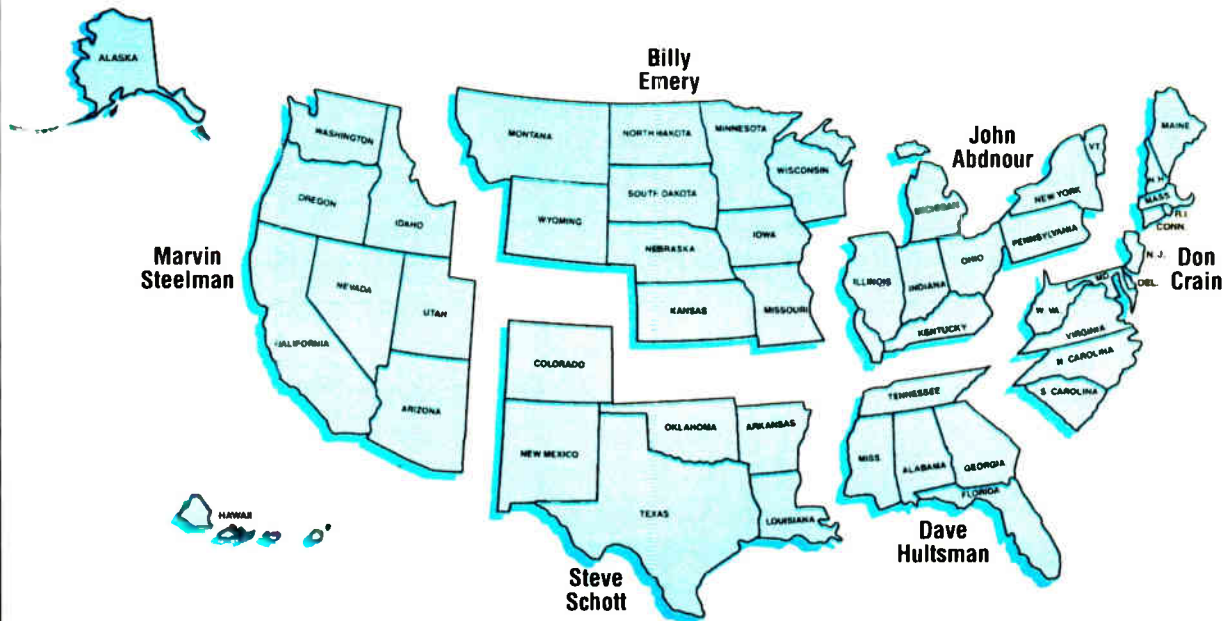 ALASKA
Billy
Emery
John
Abdnour
MAINE
WASHINGTON
MONTANA
NORTH DAKOTA
MINNESOTA
VT.
WISCONSIN
N.H.
OREGON
IDAHO
WYOMING
SOUTH DAKOTA
MICHIGAN
NEW YORK
MASS.
R.I.
CONN.
Marvin
Steelman
NEBRASKA
IOWA
PENNSYLVANIA
N.J.
Don
Crain
NEVADA
UTAH
KANSAS
MISSOURI
ILLINOIS
INDIANA
OHIO
MD.
DEL.
W. VA.
VIRGINIA
KENTUCKY
CALIFORNIA
COLORADO
N CAROLINA
TENNESSEE
S CAROLINA
ARIZONA
NEW MEXICO
OKLAHOMA
ARKANSAS
MISS.
ALABAMA
GEORGIA
FLORIDA
HAWAII
TEXAS
LOUISIANA
Dave
Hultsman
Steve
Schott